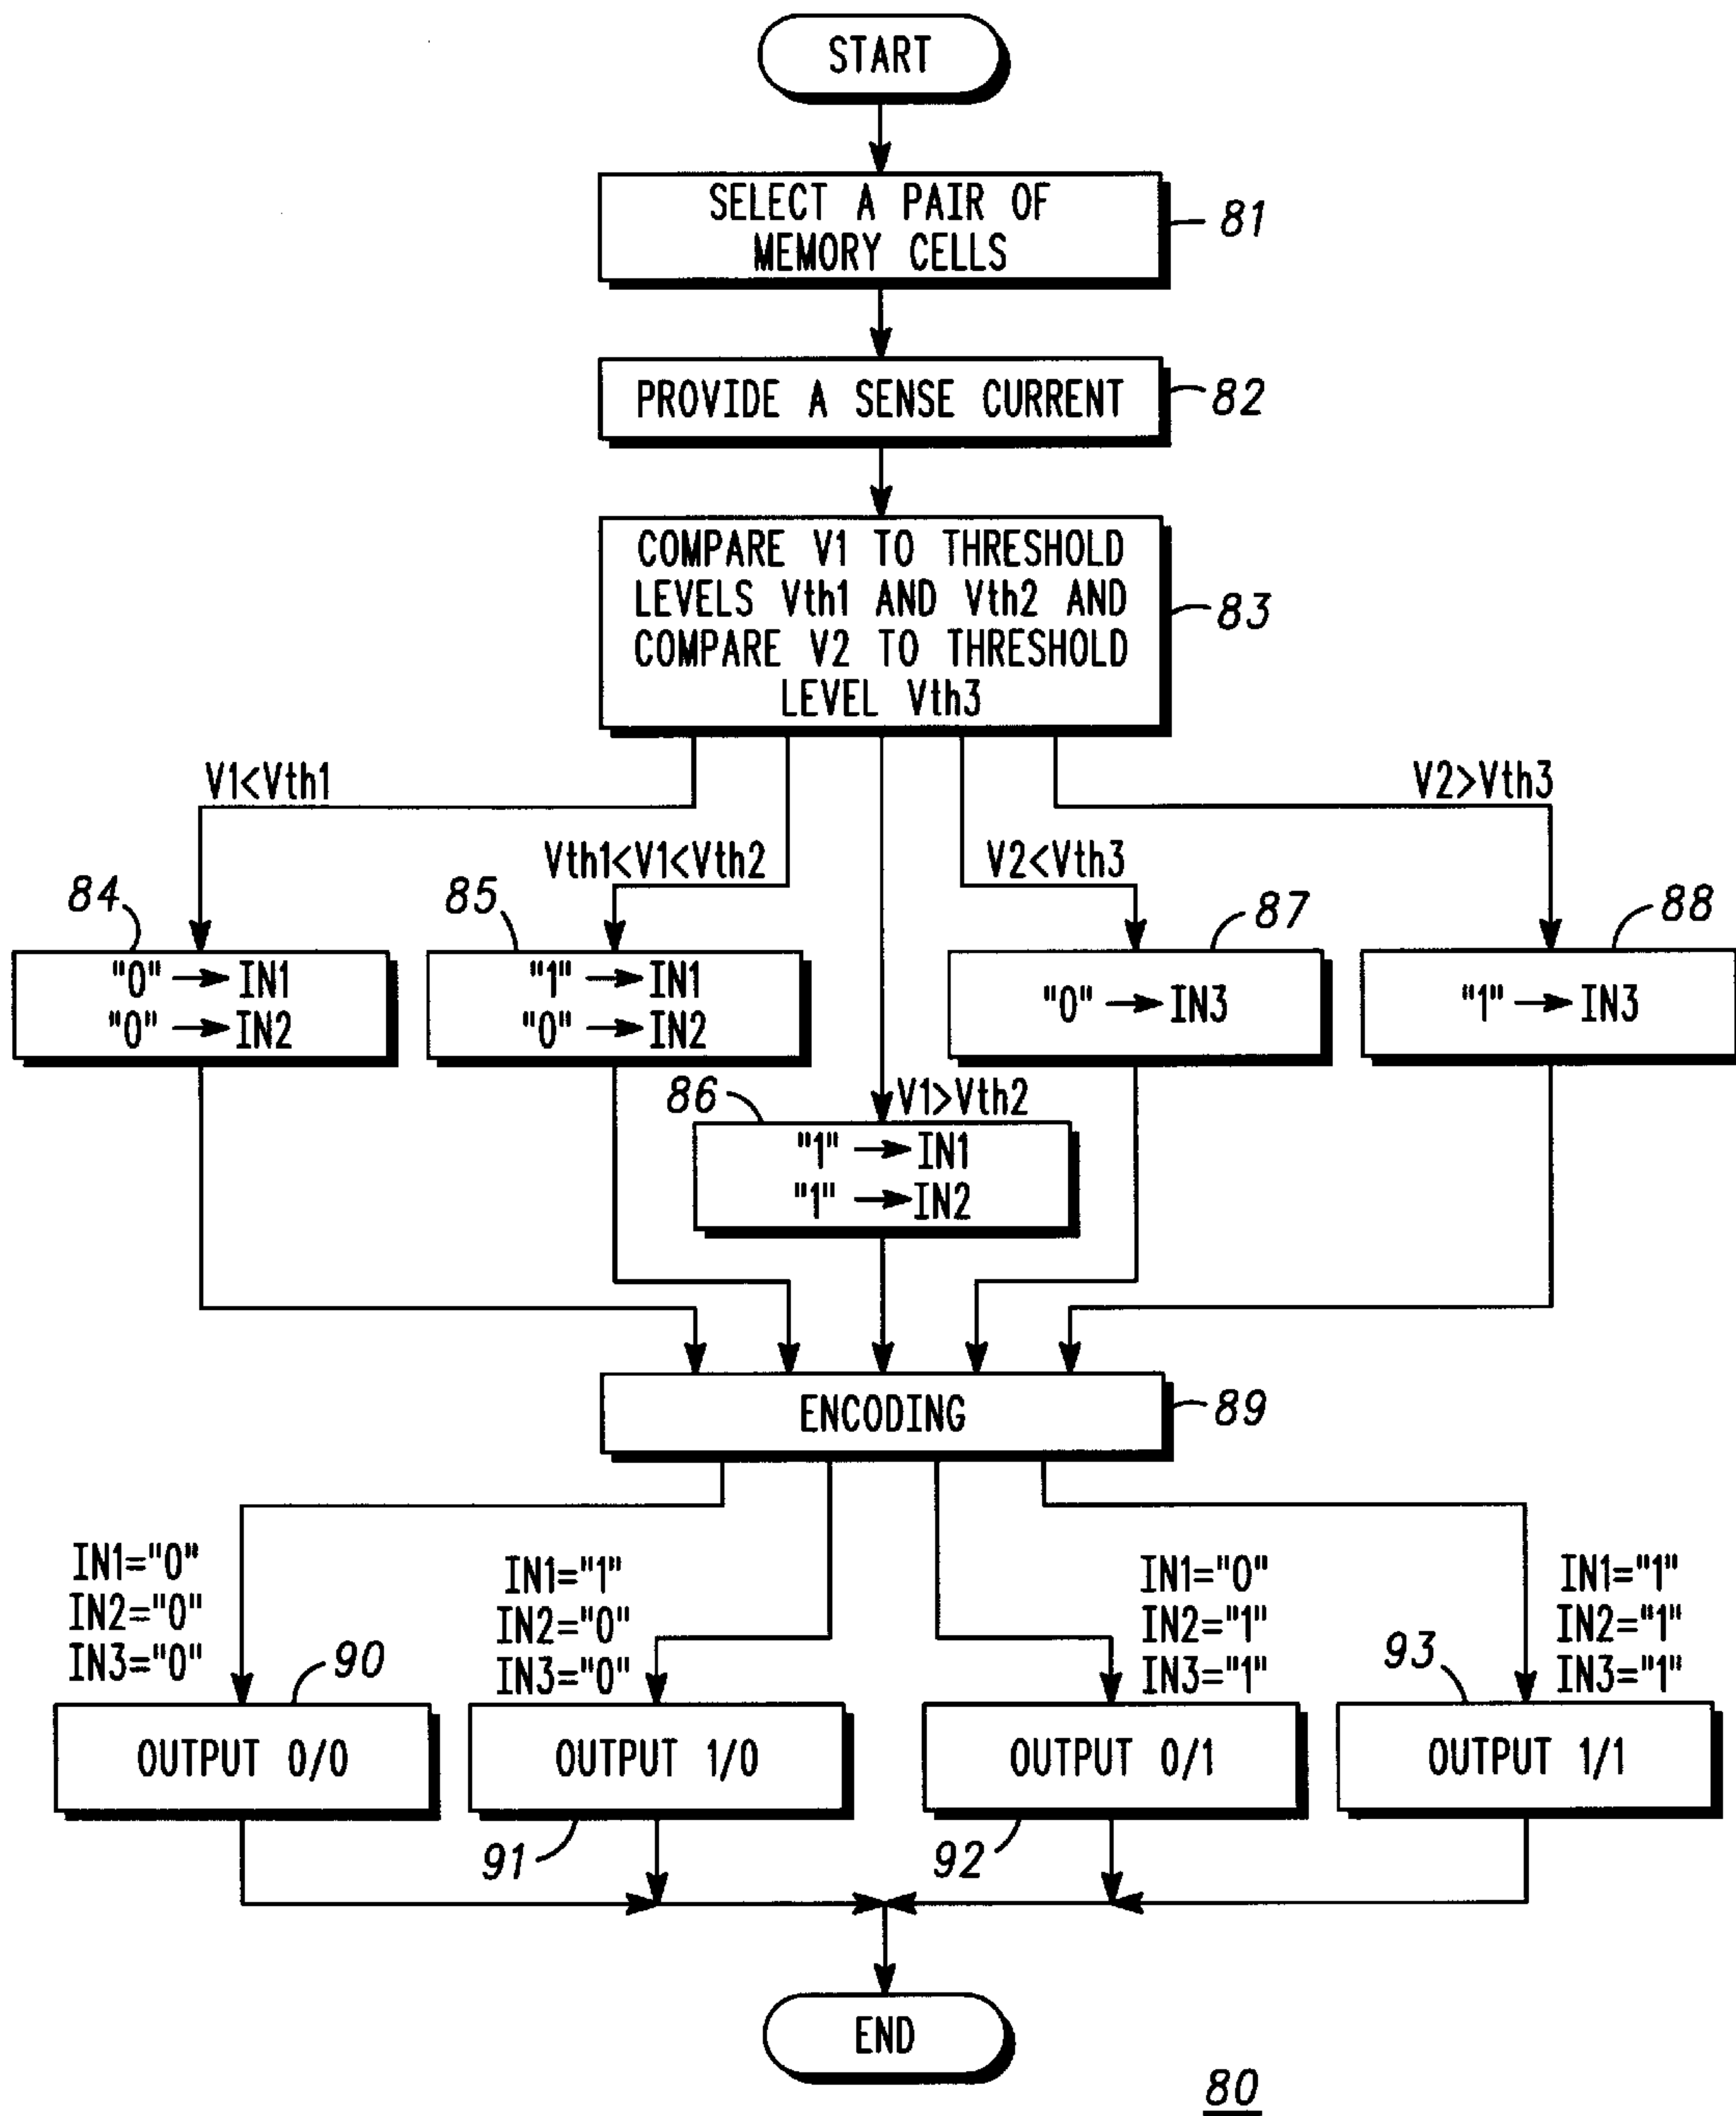 START
SELECT A PAIR OF
MEMORY CELLS
81
PROVIDE A SENSE CURRENT
82
COMPARE V1 TO THRESHOLD
LEVELS Vth1 AND Vth2 AND
COMPARE V2 TO THRESHOLD
LEVEL Vth3
83
V1<Vth1
V2>Vth3
Vth1<V1<Vth2
V2<Vth3
84
85
87
88
"0" → IN1
"0" → IN2
"1" → IN1
"0" → IN2
"0" → IN3
"1" → IN3
86
V1>Vth2
"1" → IN1
"1" → IN2
ENCODING
89
IN1="0"
IN2="0"
IN3="0"
IN1="1"
IN2="0"
IN3="0"
IN1="0"
IN2="1"
IN3="1"
IN1="1"
IN2="1"
IN3="1"
90
93
OUTPUT 0/0
OUTPUT 1/0
OUTPUT 0/1
OUTPUT 1/1
91
92
END
80